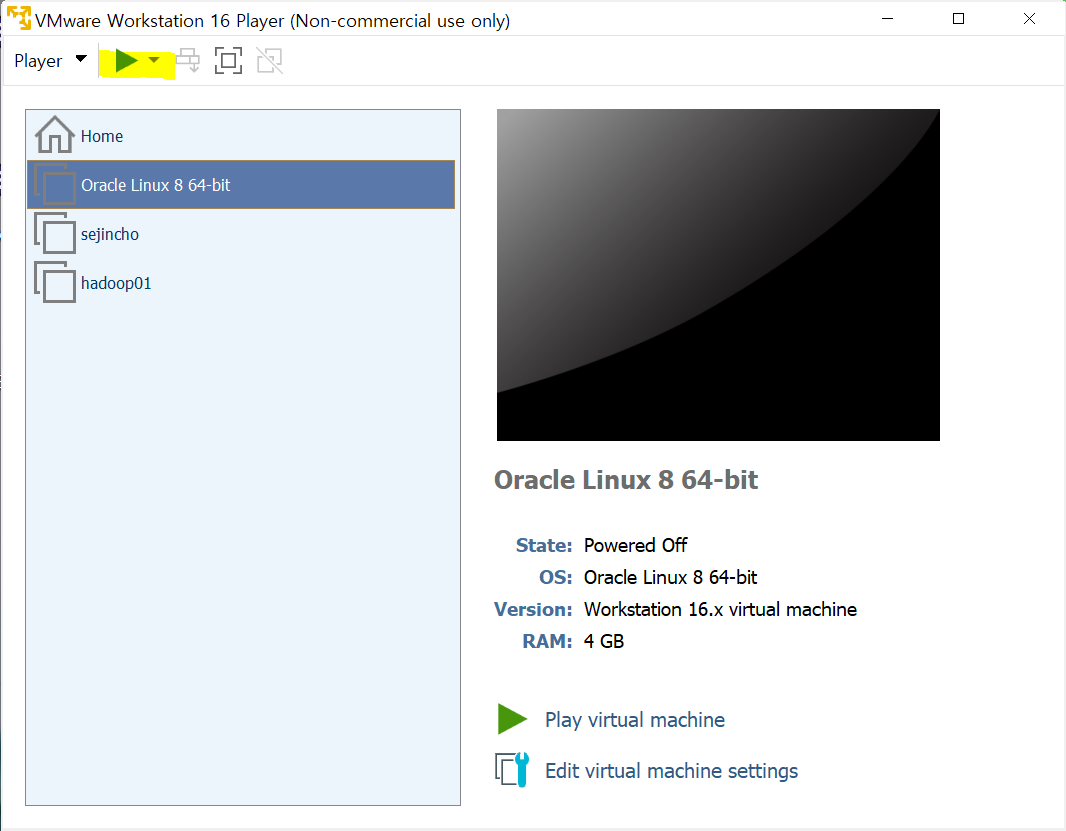 VMware Workstation 16 Player (Non-commercial use only)
Player
Home
Oracle Linux 8 64-bit
sejincho
hadoop01
Oracle Linux 8 64-bit
State: Powered Off
OS: Oracle Linux 8 64-bit
Version: Workstation 16.x virtual machine
RAM: 4 GB
Play virtual machine
Edit virtual machine settings